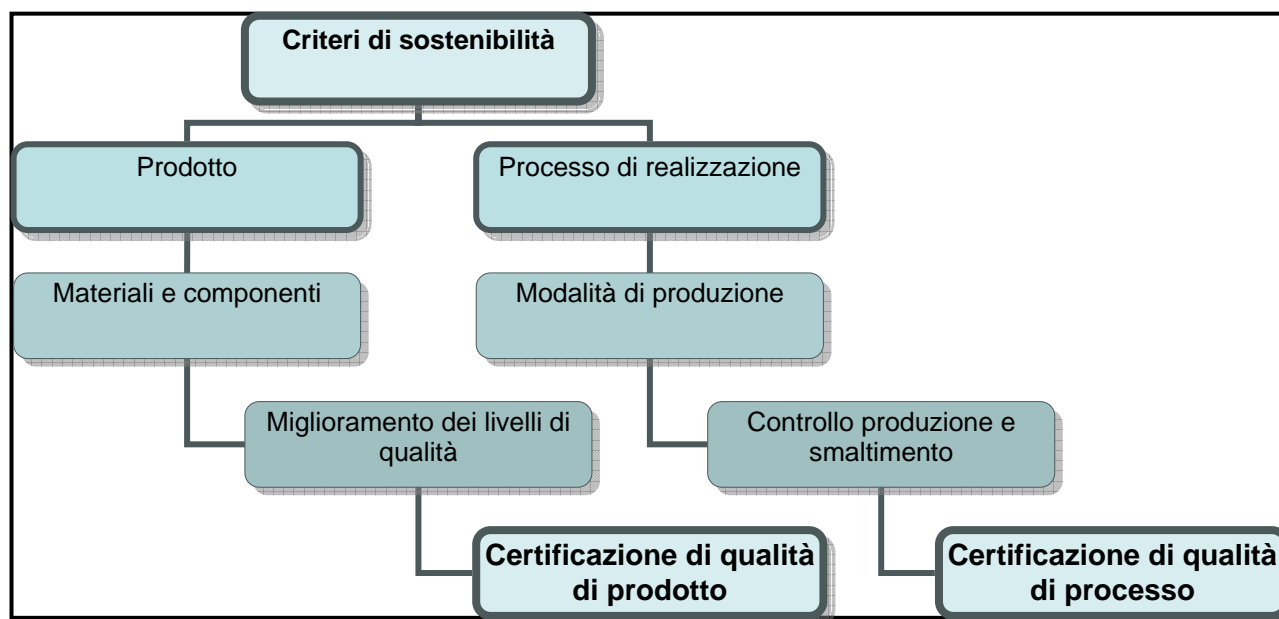 Criteri di sostenibilità
Prodotto
Processo di realizzazione
Materiali e componenti
Modalità di produzione
Miglioramento dei livelli di
qualità
Controllo produzione e
smaltimento
Certificazione di qualità
di prodotto
Certificazione di qualità
di processo